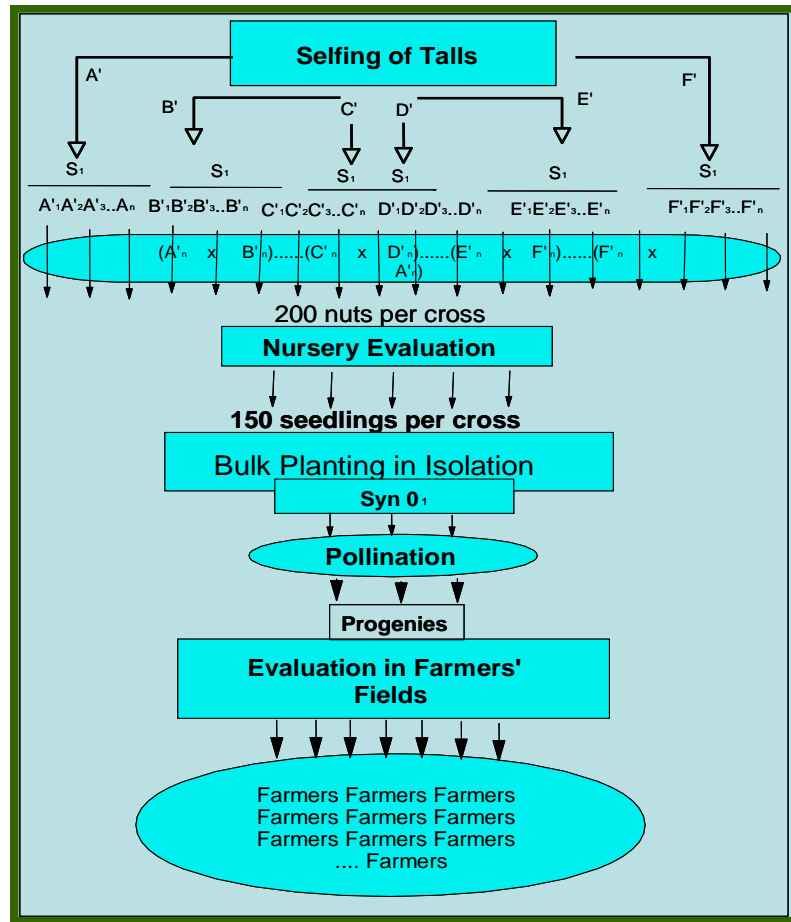 Selfing of Talls
A'
B'
C'
D'
E'
F'
S₁
S₁
S₁
S₁
S₁
S₁
A'₁A'₂A'₃..Aₙ
B'₁B'₂B'₃..B'ₙ
C'₁C'₂C'₃..C'ₙ
D'₁D'₂D'₃..D'ₙ
E'₁E'₂E'₃..E'ₙ
F'₁F'₂F'₃..F'ₙ
(A'ₙ x B'ₙ)......(C'ₙ x D'ₙ)......(E'ₙ x F'ₙ)......(F'ₙ x
A'ₙ)
200 nuts per cross
Nursery Evaluation
150 seedlings per cross
Bulk Planting in Isolation
Syn 0₁
Pollination
Progenies
Evaluation in Farmers'
Fields
Farmers Farmers Farmers
Farmers Farmers Farmers
Farmers Farmers Farmers
.... Farmers